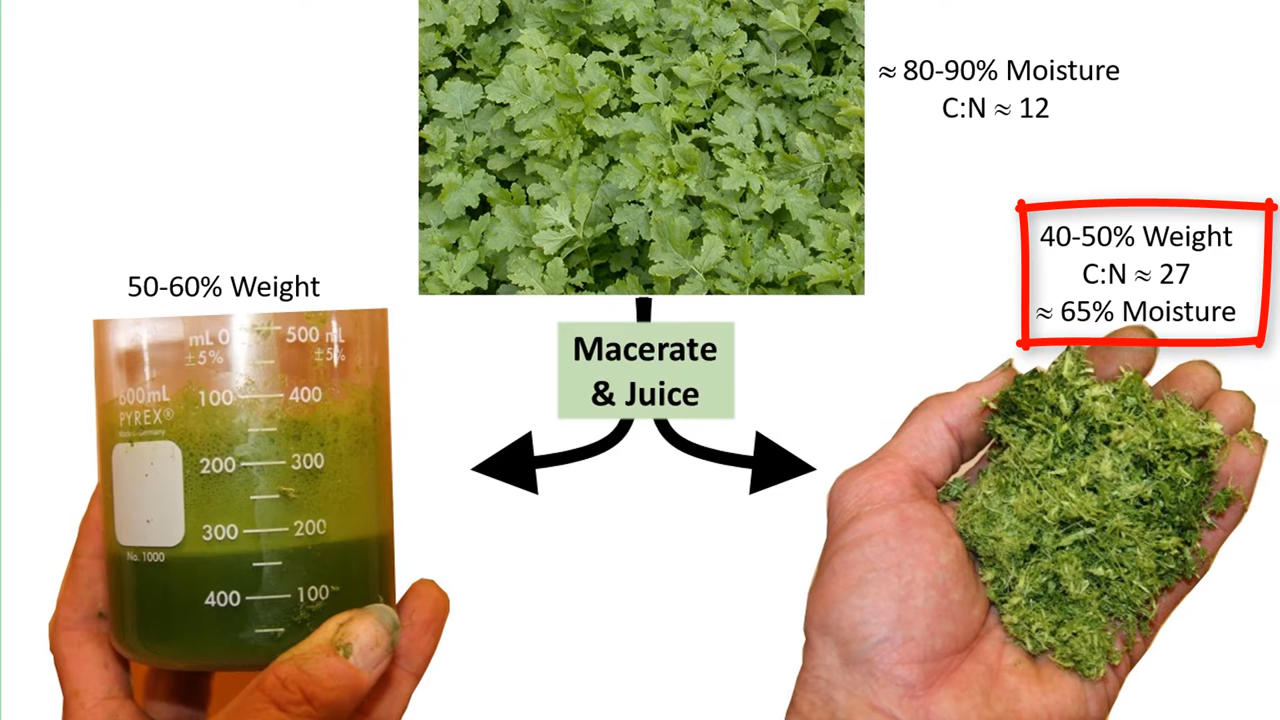 ≈ 80-90% Moisture
C:N ≈ 12
40-50% Weight
C:N ≈ 27
≈ 65% Moisture
50-60% Weight
Macerate
& Juice
mL 0 500 mL
±5% ±5%
600mL 100 400
PYREX®
200 300
300 200
No. 1000
400 100